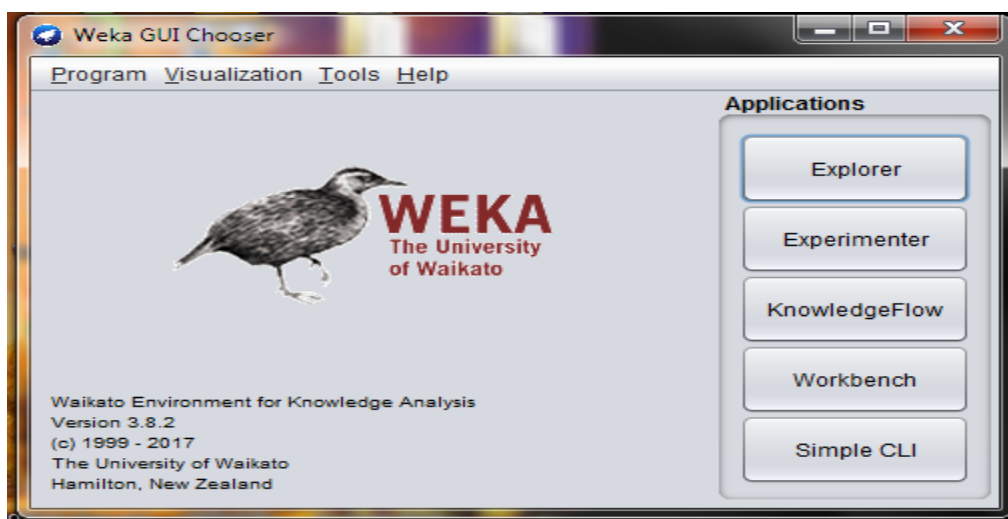 Weka GUI Chooser
Program Visualization Tools Help
Applications
Explorer
Experimenter
KnowledgeFlow
Workbench
Simple CLI
WEKA
The University
of Waikato
Waikato Environment for Knowledge Analysis
Version 3.8.2
(c) 1999 - 2017
The University of Waikato
Hamilton, New Zealand